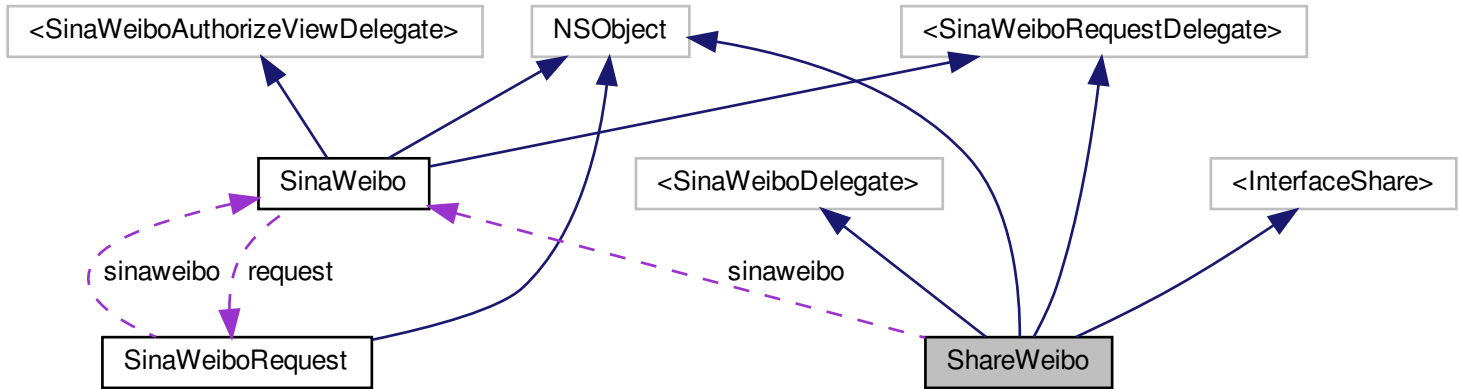 <SinaWeiboAuthorizeViewDelegate>
NSObject
<SinaWeiboRequestDelegate>
SinaWeibo
<SinaWeiboDelegate>
<InterfaceShare>
sinaweibo
request
sinaweibo
SinaWeiboRequest
ShareWeibo